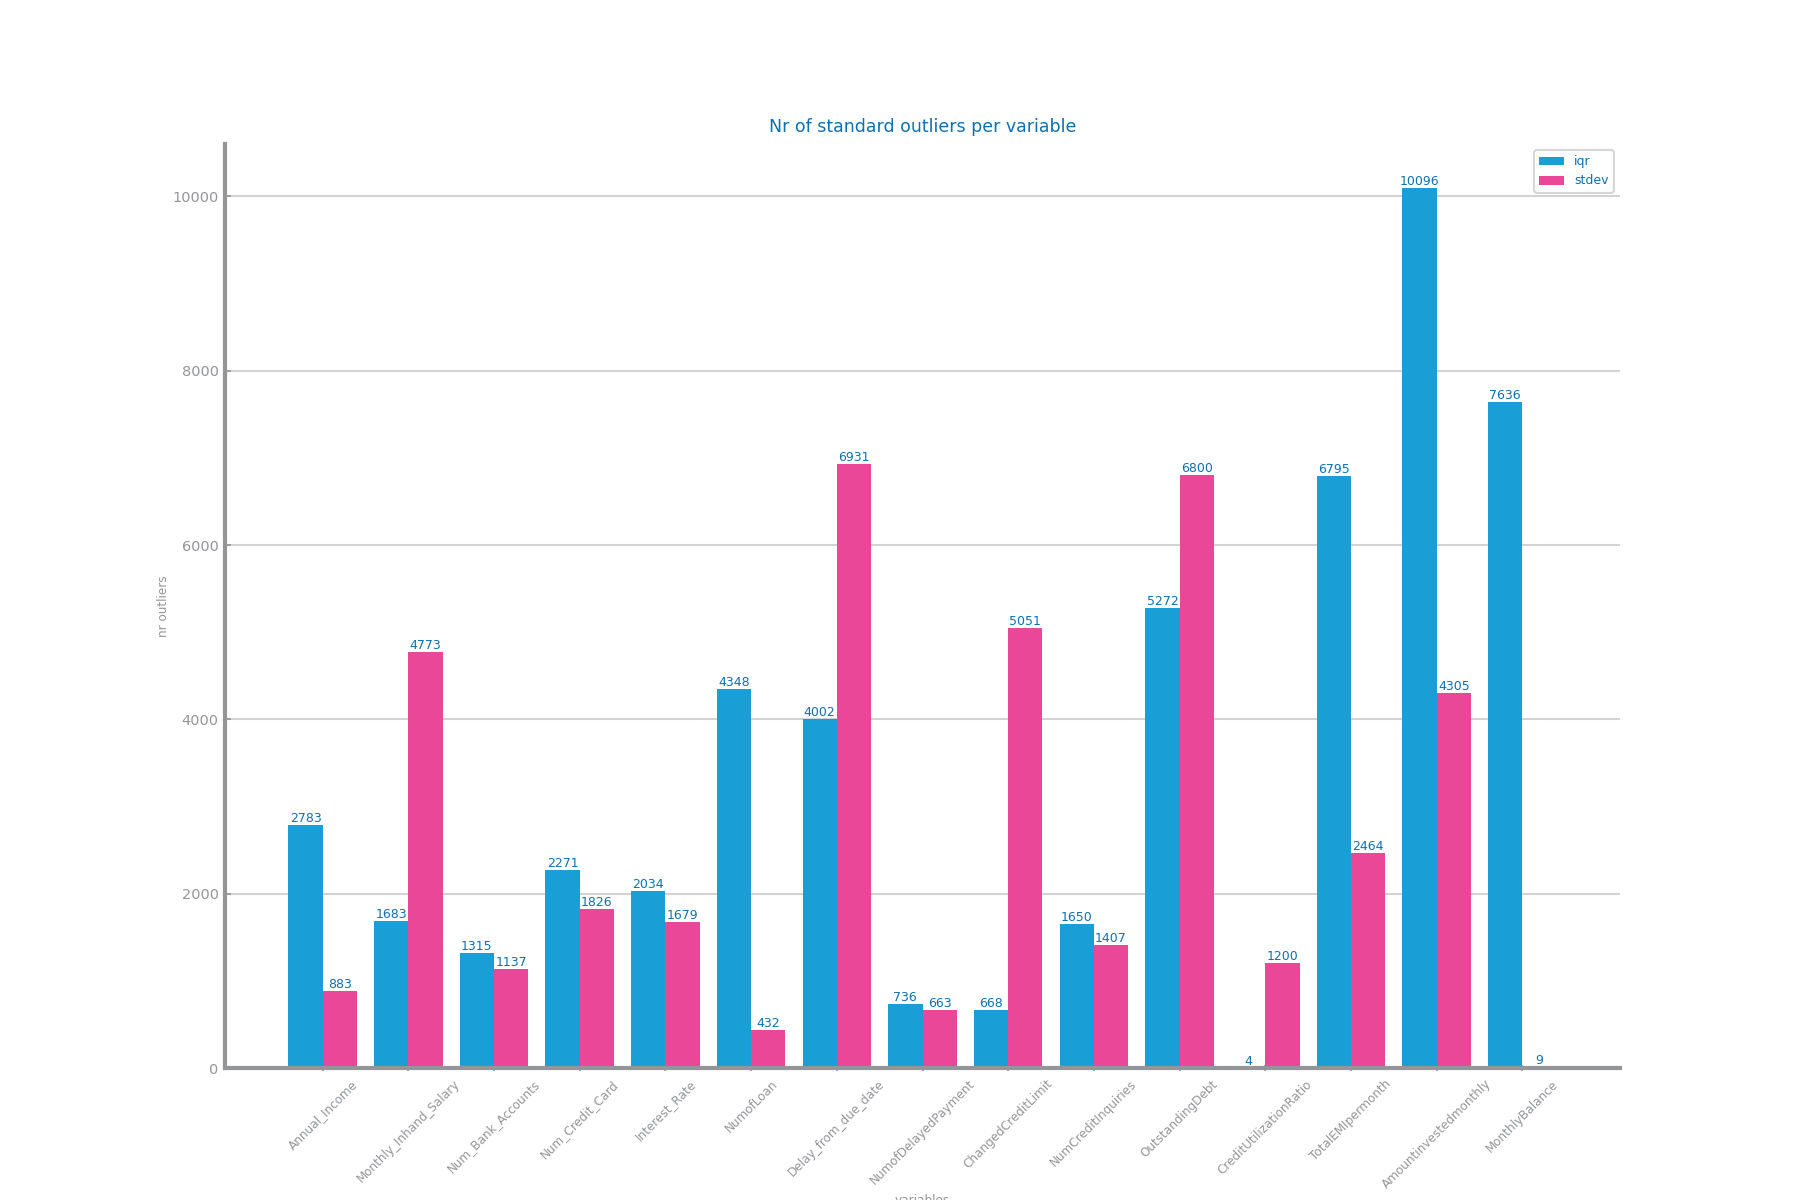 Nr of standard outliers per variable
iqr
stdev
nr outliers
10000
8000
6000
4000
2000
0
2783
883
1683
4773
1315
1137
2271
1826
2034
1679
4348
432
4002
6931
736
663
668
5051
1650
1407
5272
6800
4
1200
6795
2464
10096
4305
7636
9
Annual_Income
Monthly_Inhand_Salary
Num_Bank_Accounts
Num_Credit_Card
Interest_Rate
NumofLoan
Delay_from_due_date
NumofDelayedPayment
ChangedCreditLimit
NumCreditInquiries
OutstandingDebt
CreditUtilizationRatio
TotalEMIpermonth
Amountinvestedmonthly
MonthlyBalance
variables